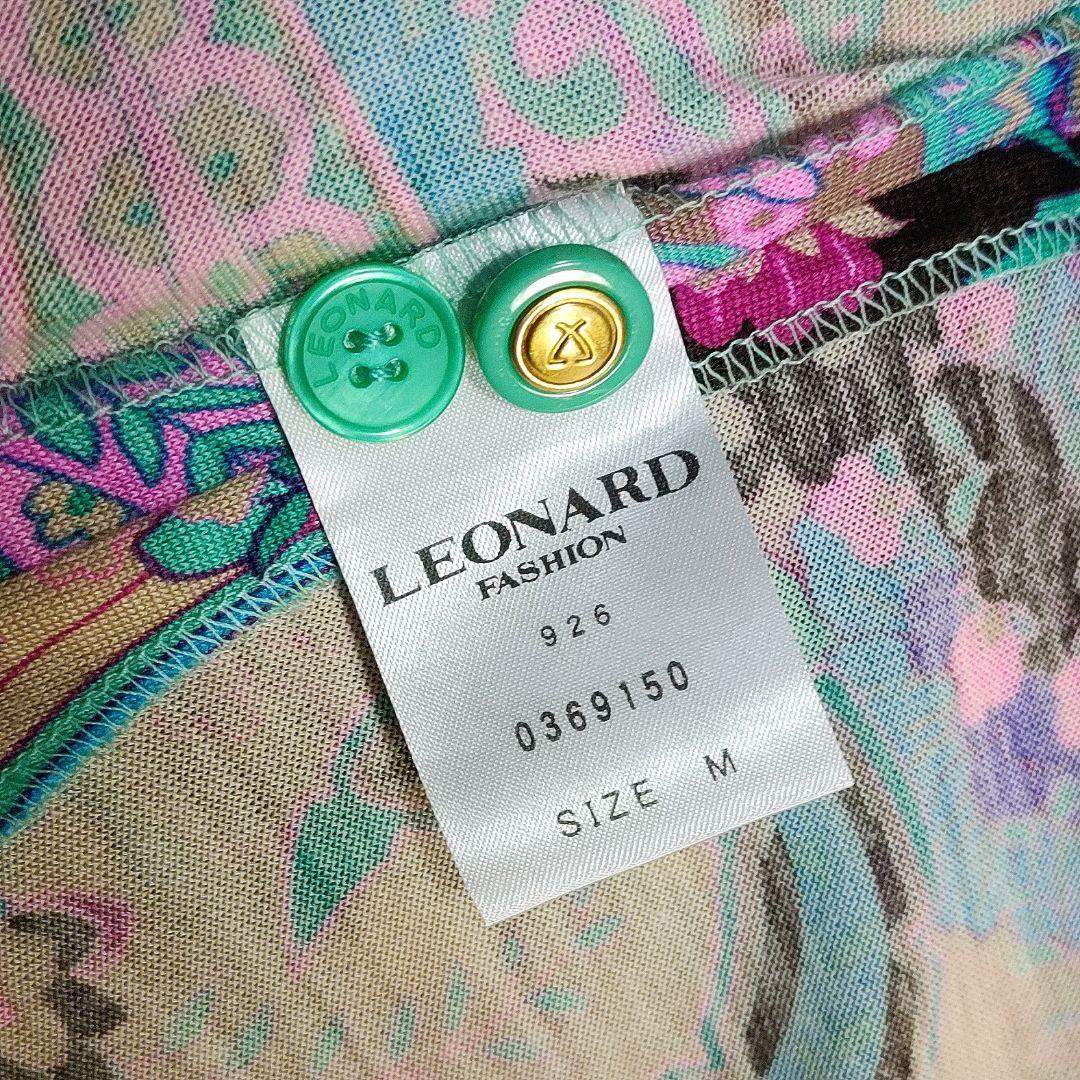 LEONARD
LEONARD
FASHION
926
0369150
SIZE M